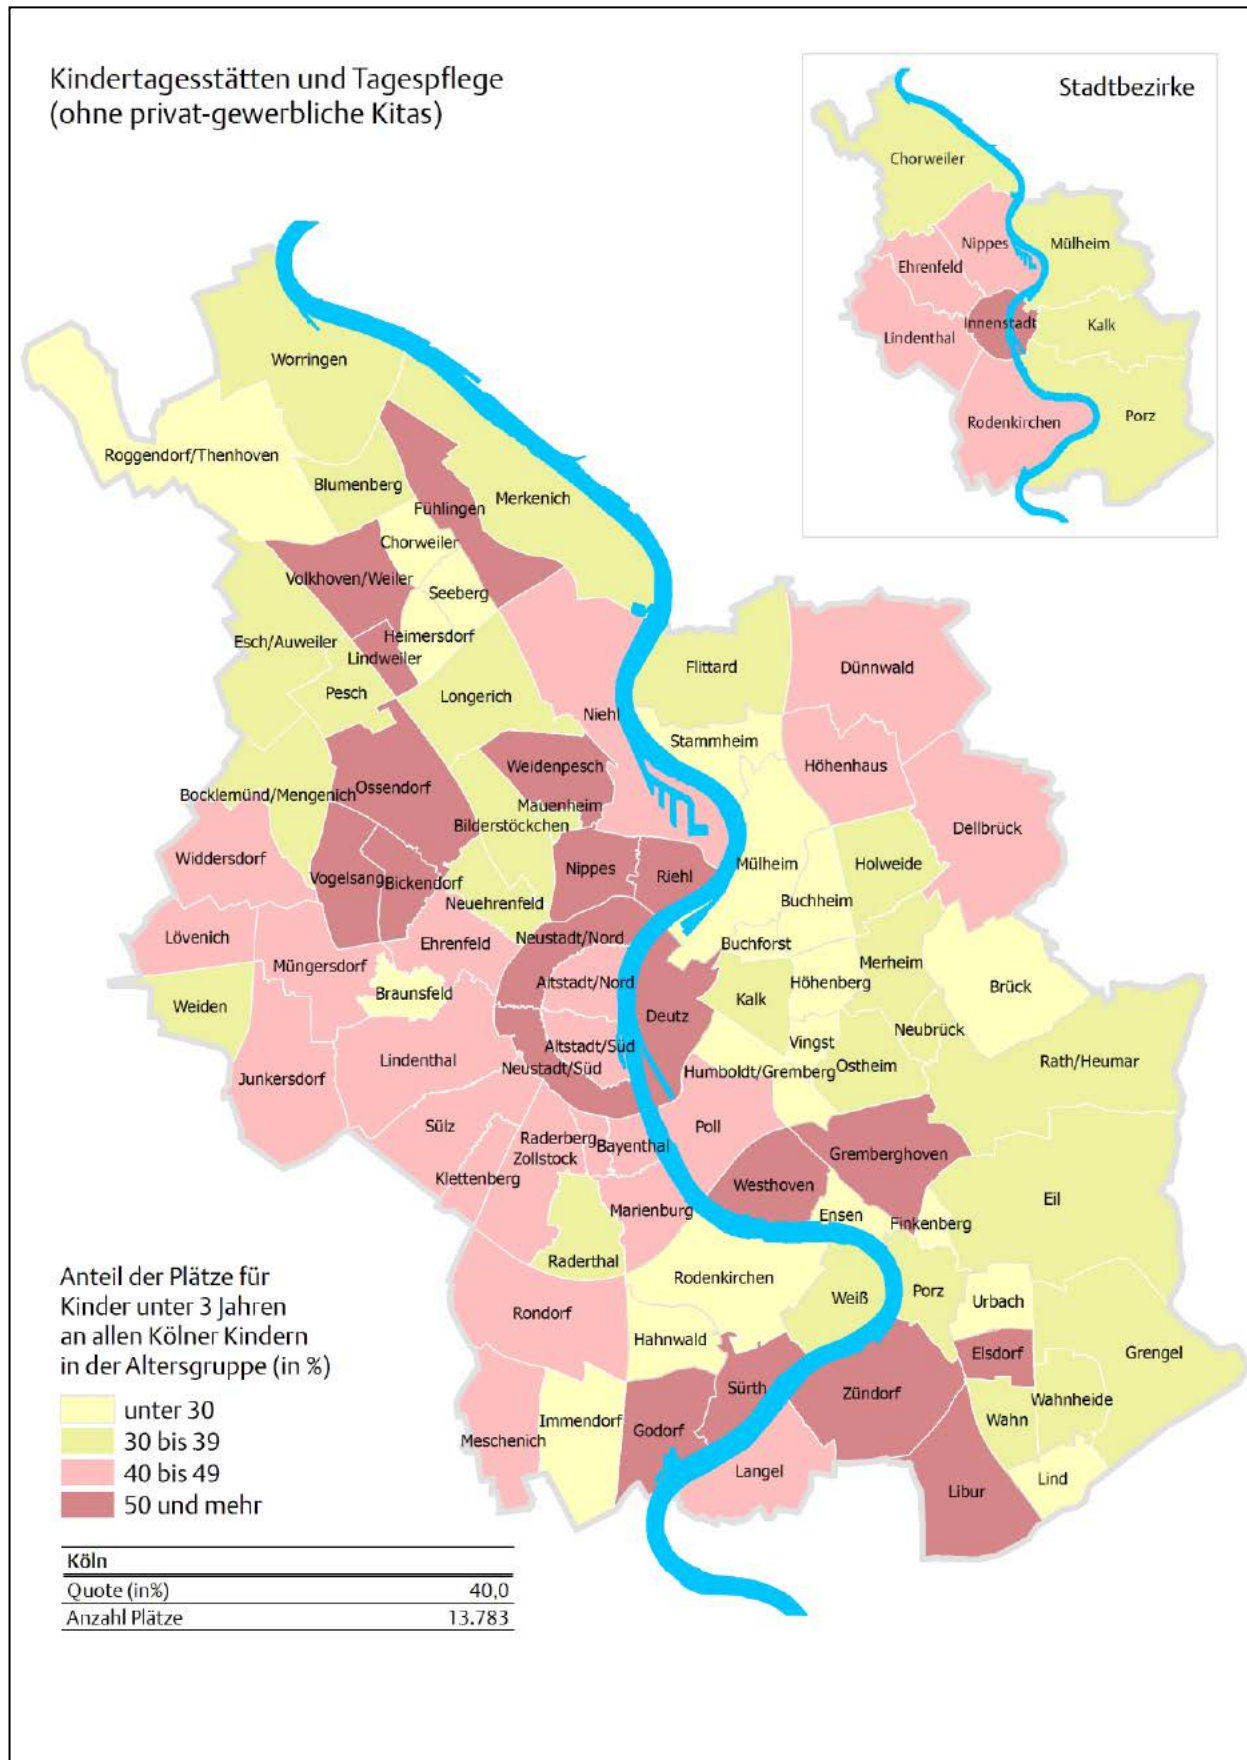 Kindertagesstätten und Tagespflege
(ohne privat-gewerbliche Kitas)
Stadtbezirke
Chorweiler
Nippes
Mülheim
Ehrenfeld
Innenstadt
Kalk
Lindenthal
Rodenkirchen
Porz
Worringen
Roggendorf/Thenhoven
Blumenberg
Merkenich
Fühlingen
Chorweiler
Volkhoven/Weiler
Seeberg
Heimersdorf
Esch/Auweiler
Lindweiler
Pesch
Longerich
Flittard
Dünnwald
Niehl
Stammheim
Höhenhaus
Weidenpesch
Ossendorf
Bocklemünd/Mengenich
Mauenheim
Bilderstöckchen
Dellbrück
Widdersdorf
Mülheim
Holweide
Nippes
Riehl
Vogelsang
Bickendorf
Neuehrenfeld
Buchheim
Lövenich
Ehrenfeld
Neustadt/Nord
Buchforst
Müngersdorf
Merheim
Altstadt/Nord
Höhenberg
Brück
Braunsfeld
Weiden
Kalk
Deutz
Neubrück
Vingst
Altstadt/Süd
Lindenthal
Neustadt/Süd
Rath/Heumar
Ostheim
Humboldt/Gremberg
Junkersdorf
Sülz
Poll
Raderberg
Bayenthal
Zollstock
Gremberghoven
Klettenberg
Westhoven
Eil
Marienburg
Ensen
Finkenberg
Raderthal
Rodenkirchen
Porz
Weiß
Urbach
Rondorf
Hahnwald
Elsdorf
Grengel
Sürth
Zündorf
Wahnheide
Immendorf
Wahn
Godorf
Meschenich
Langel
Lind
Libur
Anteil der Plätze für
Kinder unter 3 Jahren
an allen Kölner Kindern
in der Altersgruppe (in %)
unter 30
30 bis 39
40 bis 49
50 und mehr
Köln
Quote (in%) 40,0
Anzahl Plätze 13.783